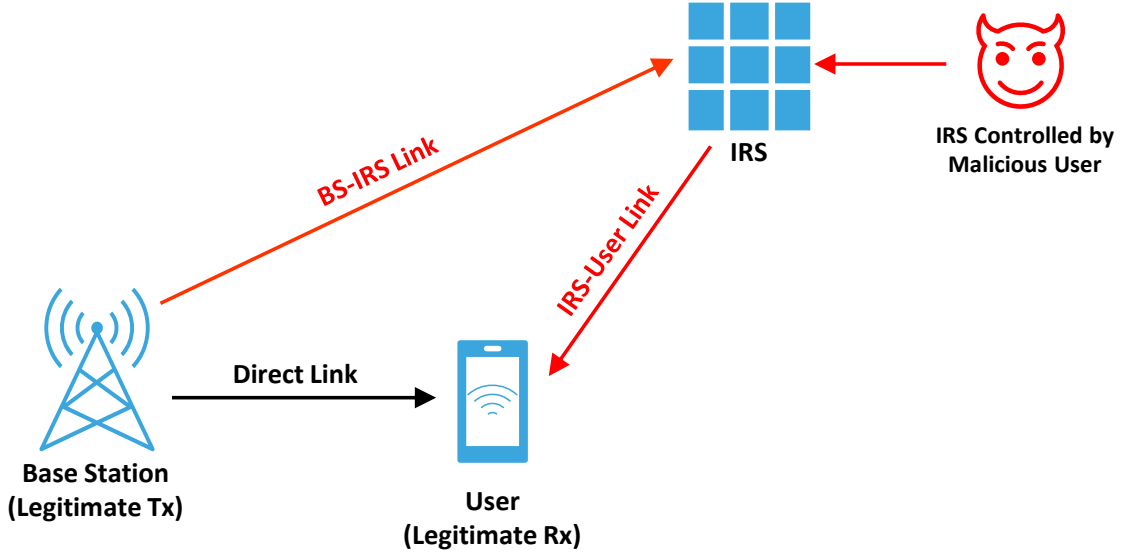 IRS
IRS Controlled by
Malicious User
BS-IRS Link
IRS-User Link
Direct Link
Base Station
(Legitimate Tx)
User
(Legitimate Rx)